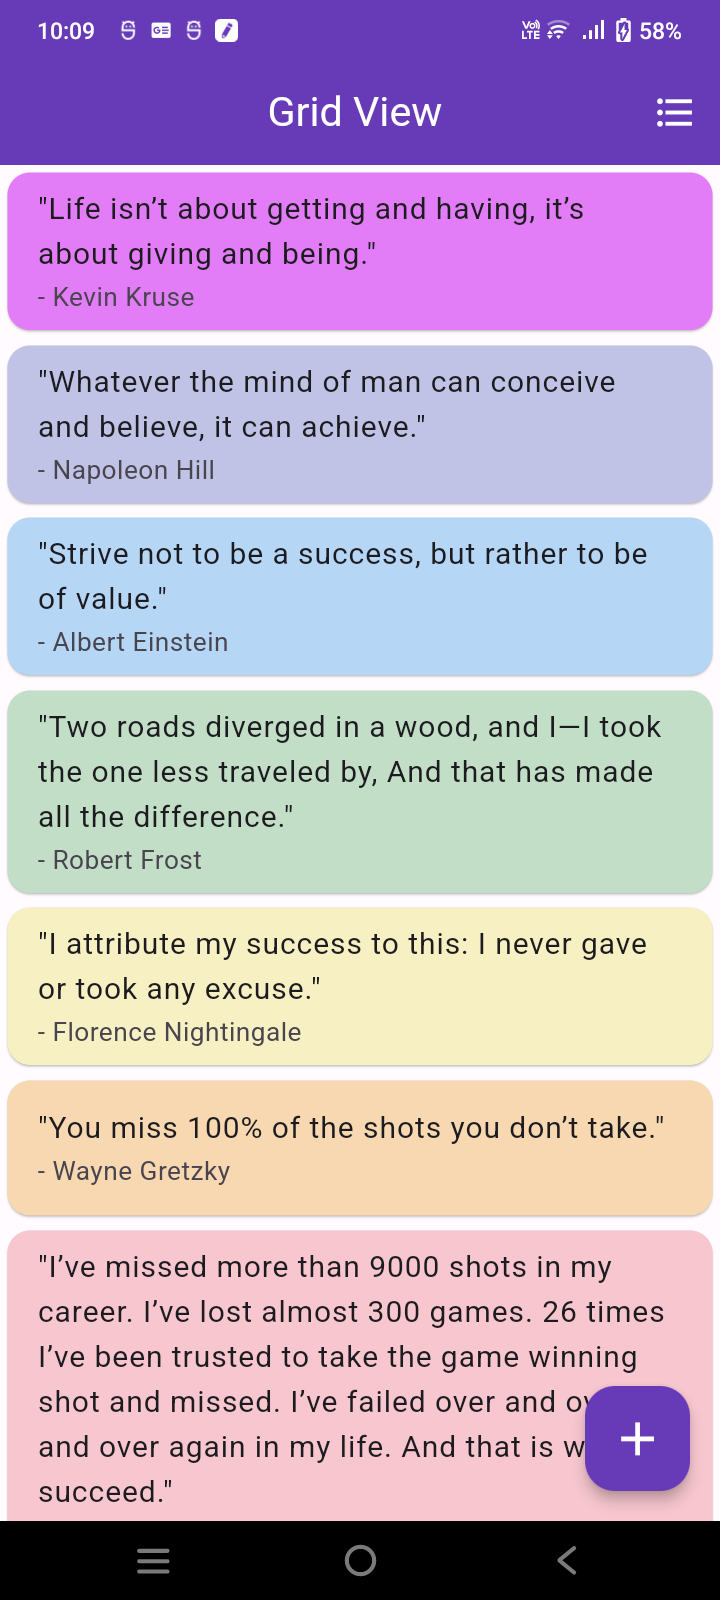 10:09
Vo) LTE
58%
Grid View
"Life isn’t about getting and having, it’s
about giving and being."
- Kevin Kruse
"Whatever the mind of man can conceive
and believe, it can achieve."
- Napoleon Hill
"Strive not to be a success, but rather to be
of value."
- Albert Einstein
"Two roads diverged in a wood, and I—I took
the one less traveled by, And that has made
all the difference."
- Robert Frost
"I attribute my success to this: I never gave
or took any excuse."
- Florence Nightingale
"You miss 100% of the shots you don’t take."
- Wayne Gretzky
"I’ve missed more than 9000 shots in my
career. I’ve lost almost 300 games. 26 times
I’ve been trusted to take the game winning
shot and missed. I’ve failed over and
and over again in my life. And that is
succeed."